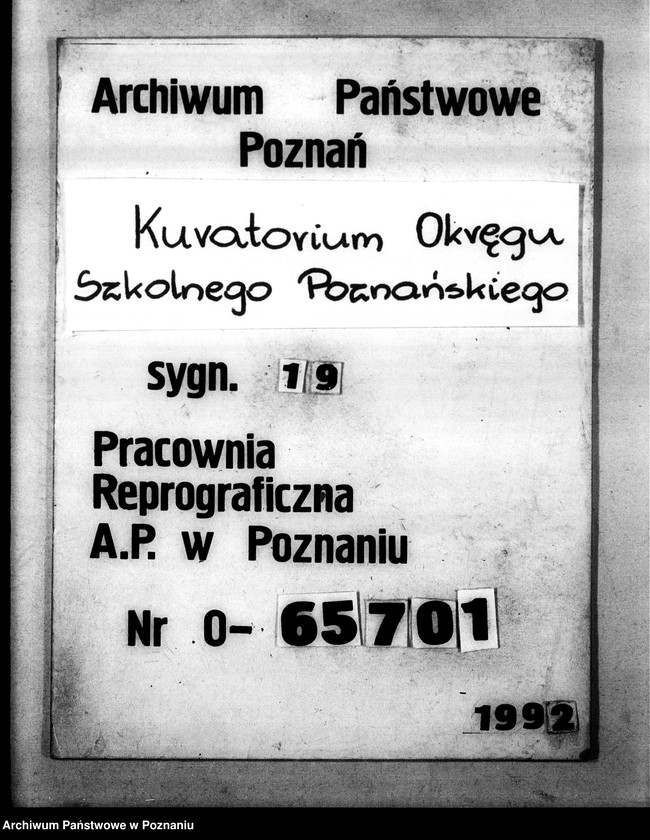 Archiwum Państwowe
Poznań
Kuratorium Okręgu
Szkolnego Poznańskiego
sygn. 19
Pracownia
Reprograficzna
A.P. w Poznaniu
Nr 0- 65701
1992
Archiwum Państwowe w Poznaniu